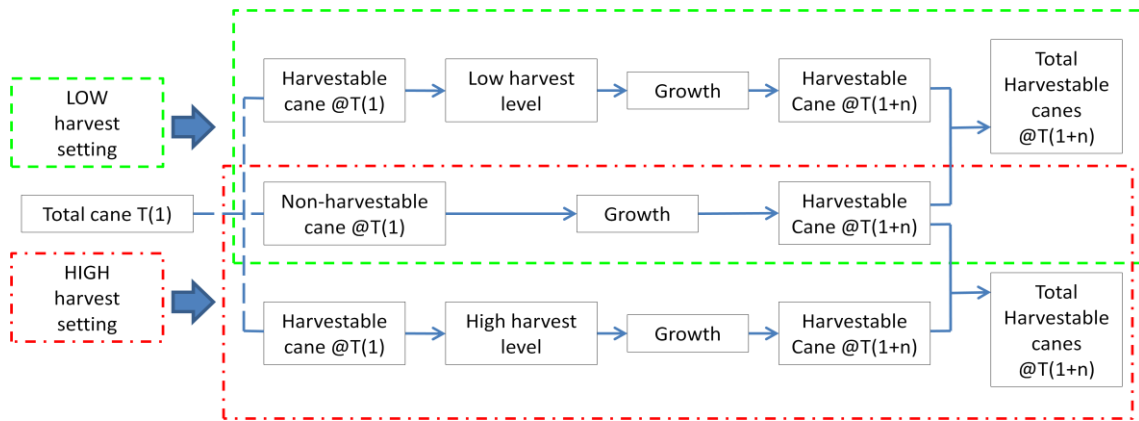 LOW
harvest
setting
Harvestable
cane @T(1)
Low harvest
level
Growth
Harvestable
Cane @T(1+n)
Total
Harvestable
canes
@T(1+n)
Total cane T(1)
Non-harvestable
cane @T(1)
Growth
Harvestable
Cane @T(1+n)
HIGH
harvest
setting
Harvestable
cane @T(1)
High harvest
level
Growth
Harvestable
Cane @T(1+n)
Total
Harvestable
canes
@T(1+n)